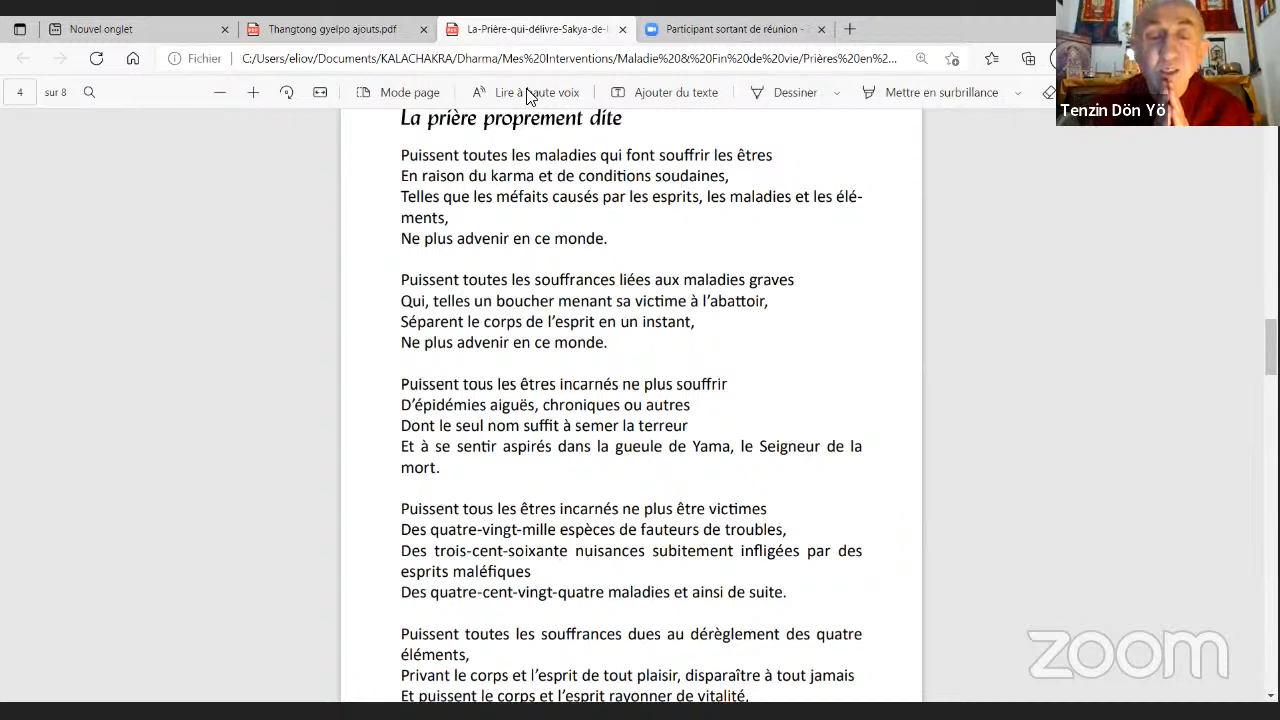 Nouvel onglet
Thangtong gyelpo ajouts.pdf
La-Prière-qui-délivre-Sakya-de-
Participant sortant de réunion -
Fichier
C:/Users/eliov/Documents/KALACHAKRA/Dharma/Mes%20Interventions/Maladie%20&%20Fin%20de%20vie/Prières%20en%2...
4 sur 8
Mode page
Lire à haute voix
Ajouter du texte
Dessiner
Mettre en surbrillance
Tenzin Dön Yö
La prière proprement dite
Puissent toutes les maladies qui font souffrir les êtres
En raison du karma et de conditions soudaines,
Telles que les méfaits causés par les esprits, les maladies et les élé-
ments,
Ne plus advenir en ce monde.
Puissent toutes les souffrances liées aux maladies graves
Qui, telles un boucher menant sa victime à l’abattoir,
Séparent le corps de l’esprit en un instant,
Ne plus advenir en ce monde.
Puissent tous les êtres incarnés ne plus souffrir
D’épidémies aiguës, chroniques ou autres
Dont le seul nom suffit à semer la terreur
Et à se sentir aspirés dans la gueule de Yama, le Seigneur de la
mort.
Puissent tous les êtres incarnés ne plus être victimes
Des quatre-vingt-mille espèces de fauteurs de troubles,
Des trois-cent-soixante nuisances subitement infligées par des
esprits maléfiques
Des quatre-cent-vingt-quatre maladies et ainsi de suite.
Puissent toutes les souffrances dues au dérèglement des quatre
éléments,
Privant le corps et l’esprit de tout plaisir, disparaître à tout jamais
Et puissent le corps et l’esprit rayonner de vitalité,
zoom